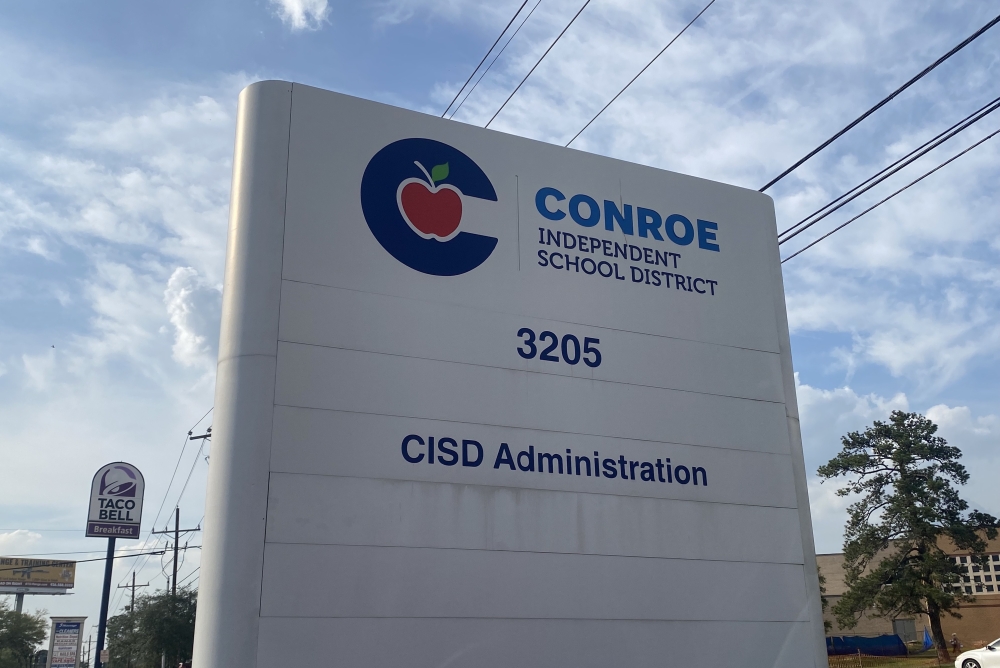 CONROE
INDEPENDENT
SCHOOL DISTRICT
3205
CISD Administration
TACO
BELL
Breakfast